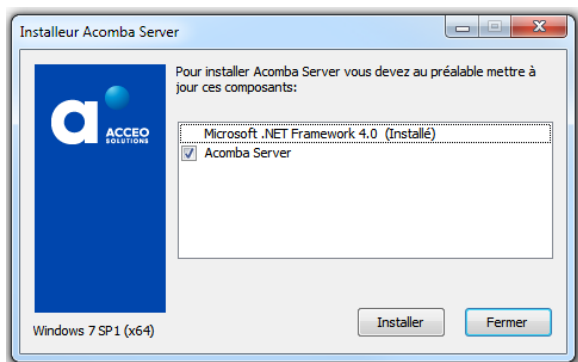 Installeur Acomba Server
Pour installer Acomba Server vous devez au préalable mettre à
jour ces composants:
a
ACCEO
SOLUTIONS
Microsoft .NET Framework 4.0 (Installé)
Acomba Server
Windows 7 SP1 (x64)
Installer
Fermer